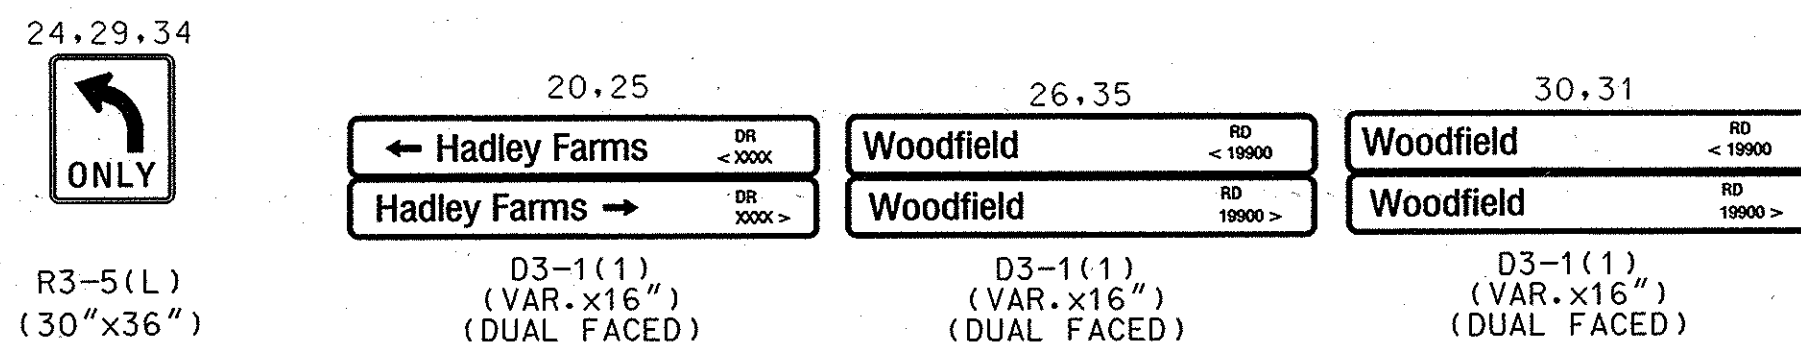 24,29,34
ONLY
R3-5(L)
(30"x36")
20,25
← Hadley Farms DR
< XXXX
Hadley Farms → DR
XXXX >
D3-1(1)
(VAR.x16")
(DUAL FACED)
26,35
Woodfield RD
< 19900
Woodfield RD
19900 >
D3-1(1)
(VAR.x16")
(DUAL FACED)
30,31
Woodfield RD
< 19900
Woodfield RD
19900 >
D3-1(1)
(VAR.x16")
(DUAL FACED)